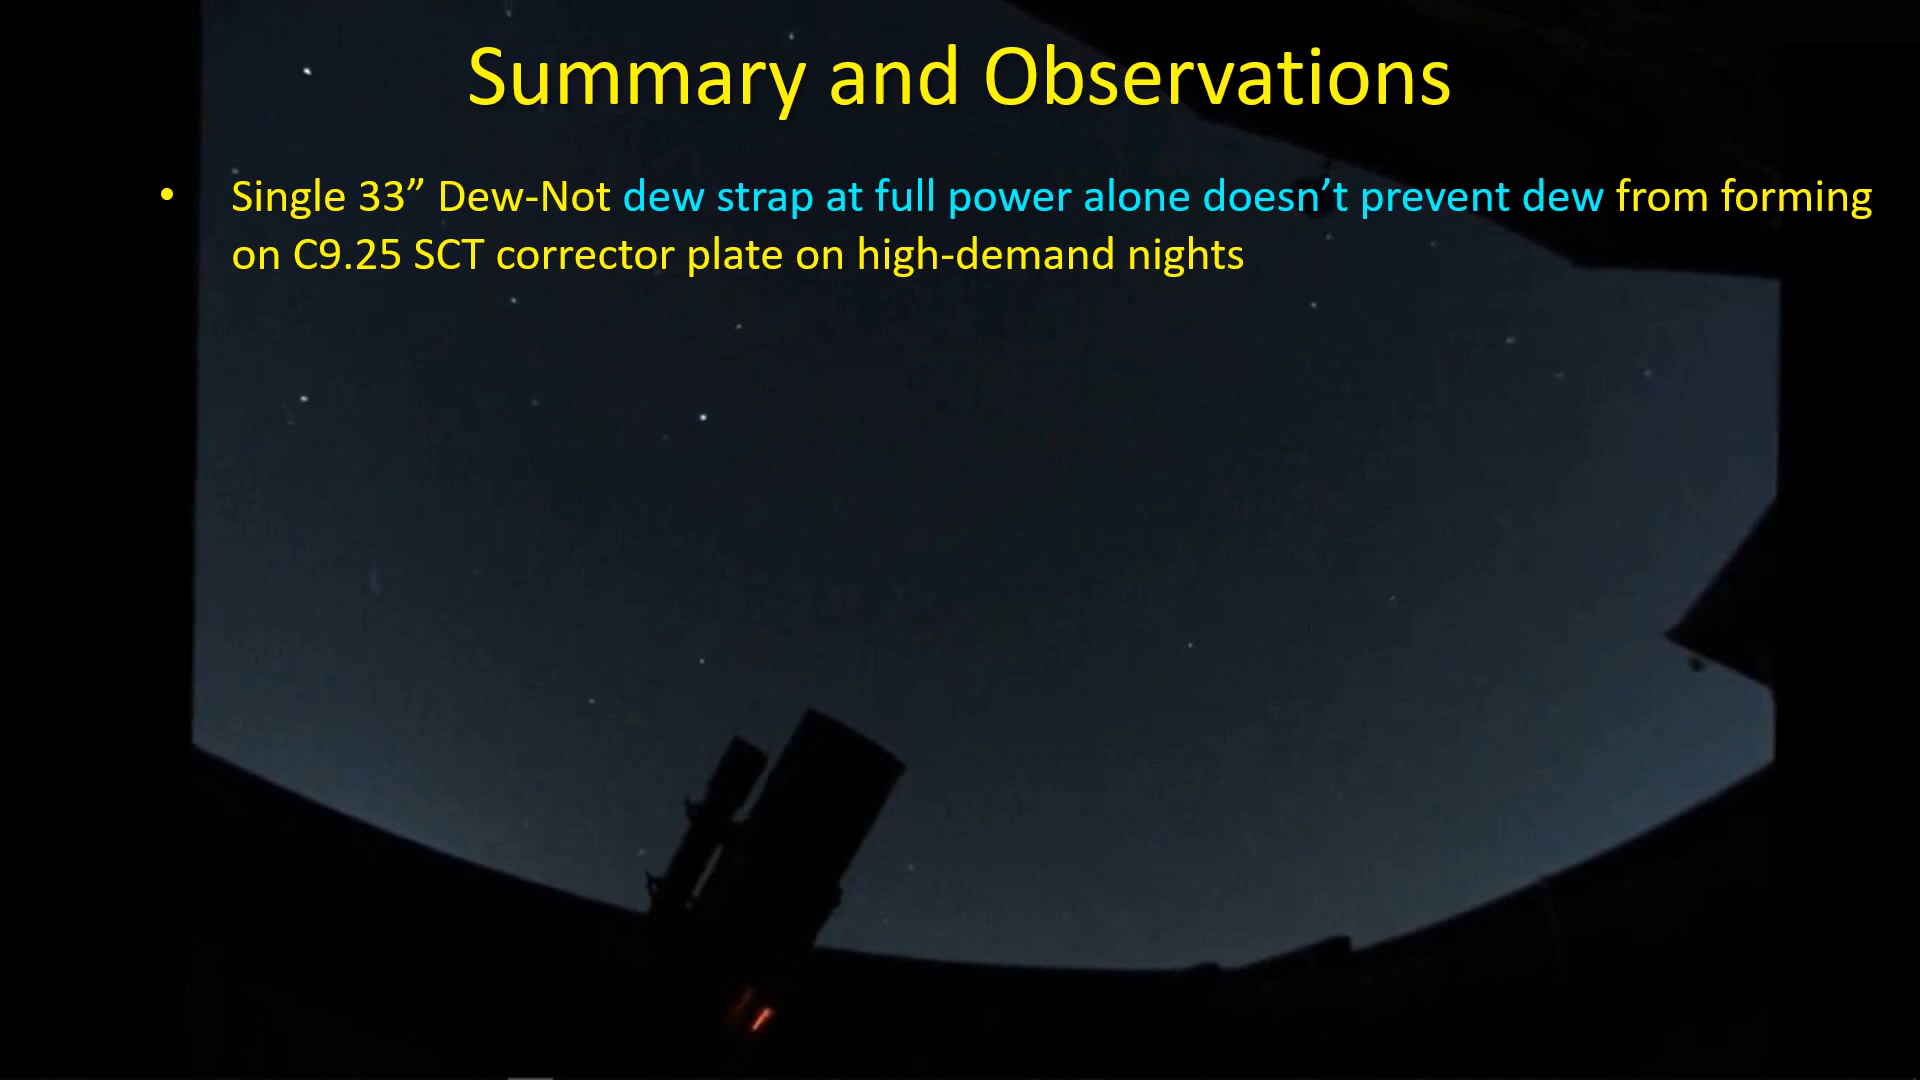 Summary and Observations
• Single 33” Dew-Not dew strap at full power alone doesn’t prevent dew from forming
on C9.25 SCT corrector plate on high-demand nights